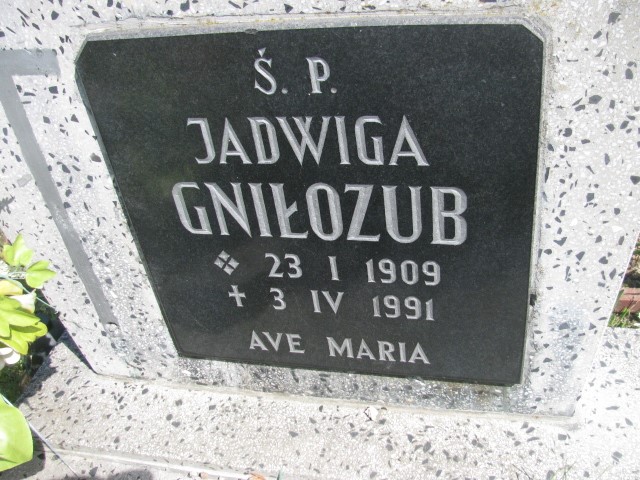 Ś. P.
JADWIGA
GNIŁOZUB
❖ 23 I 1909
✝ 3 IV 1991
AVE MARIA